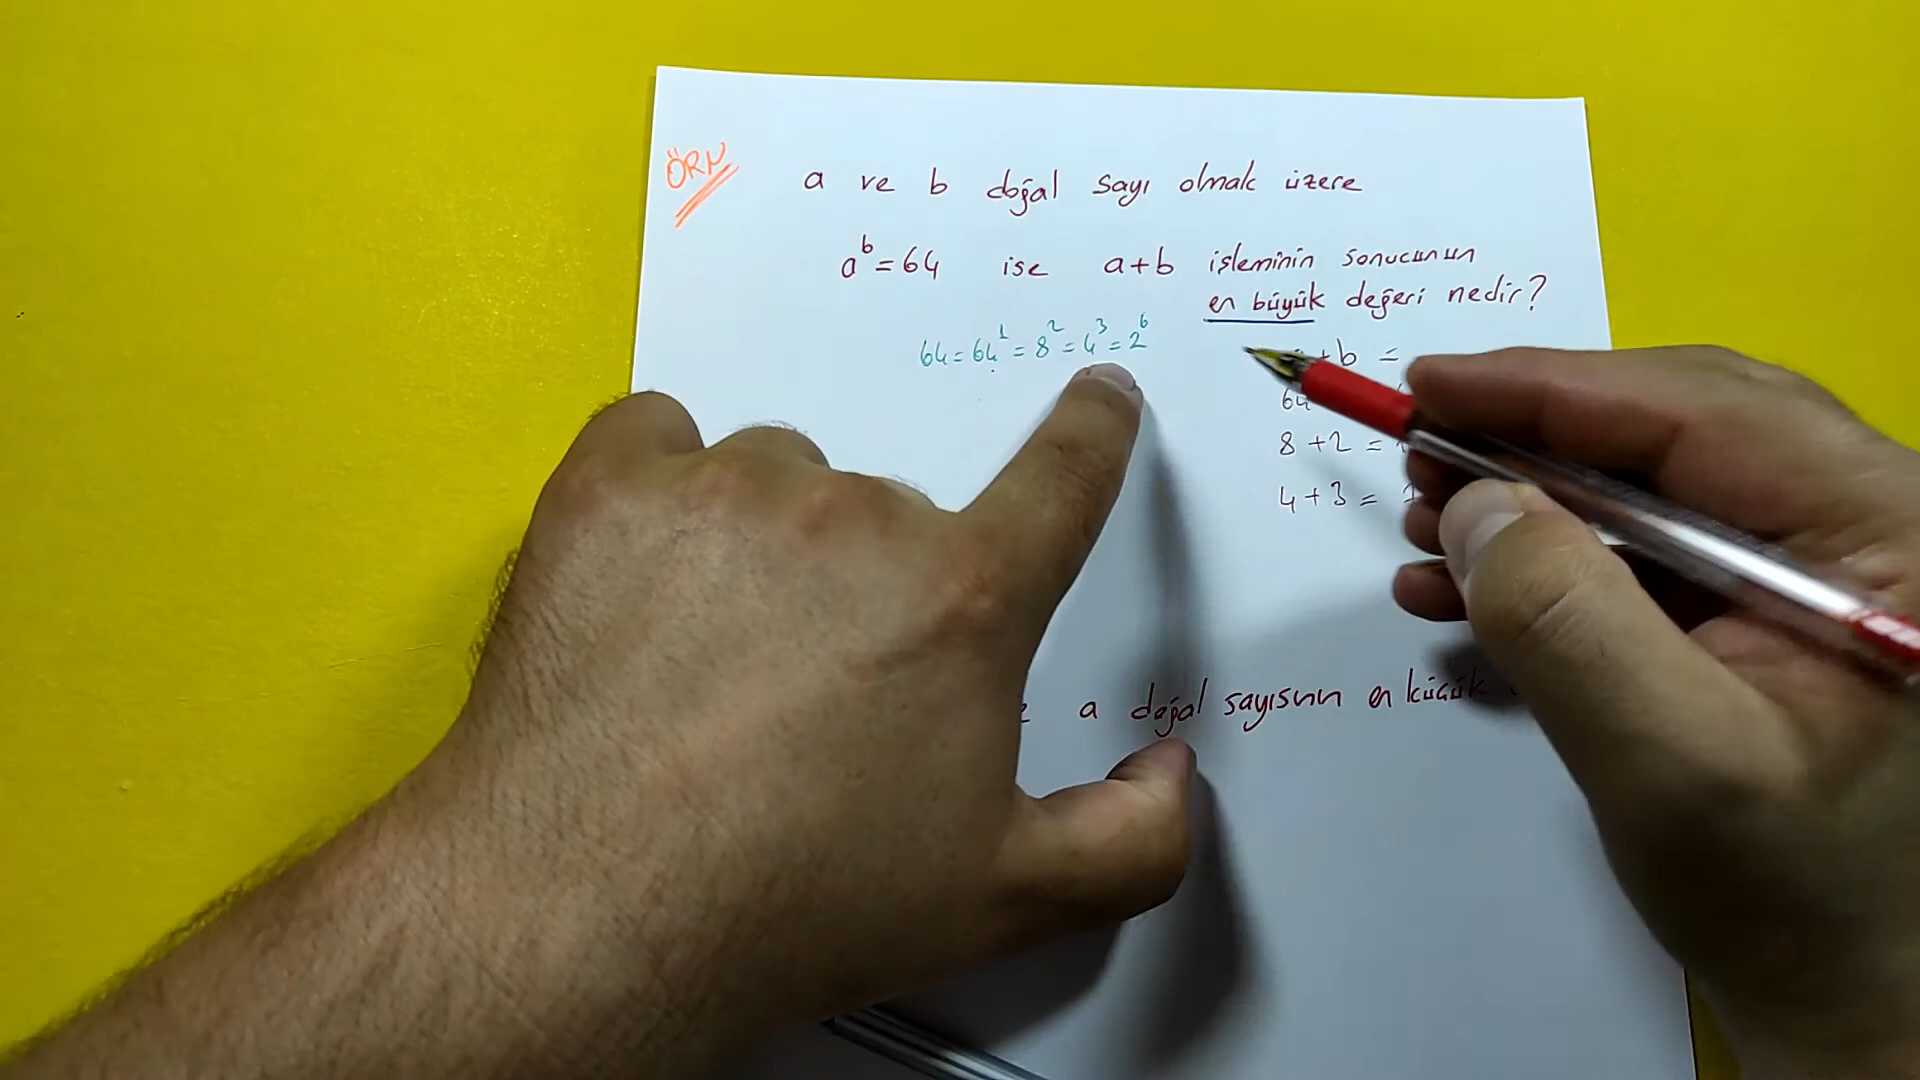 ÖRN
a ve b doğal sayı olmak üzere
a^b = 64 ise a+b işleminin sonucunun
en büyük değeri nedir?
64 = 64^1 = 8^2 = 4^3 = 2^6
+b =
64
8 + 2 =
4 + 3 =
a doğal sayısının en küçük